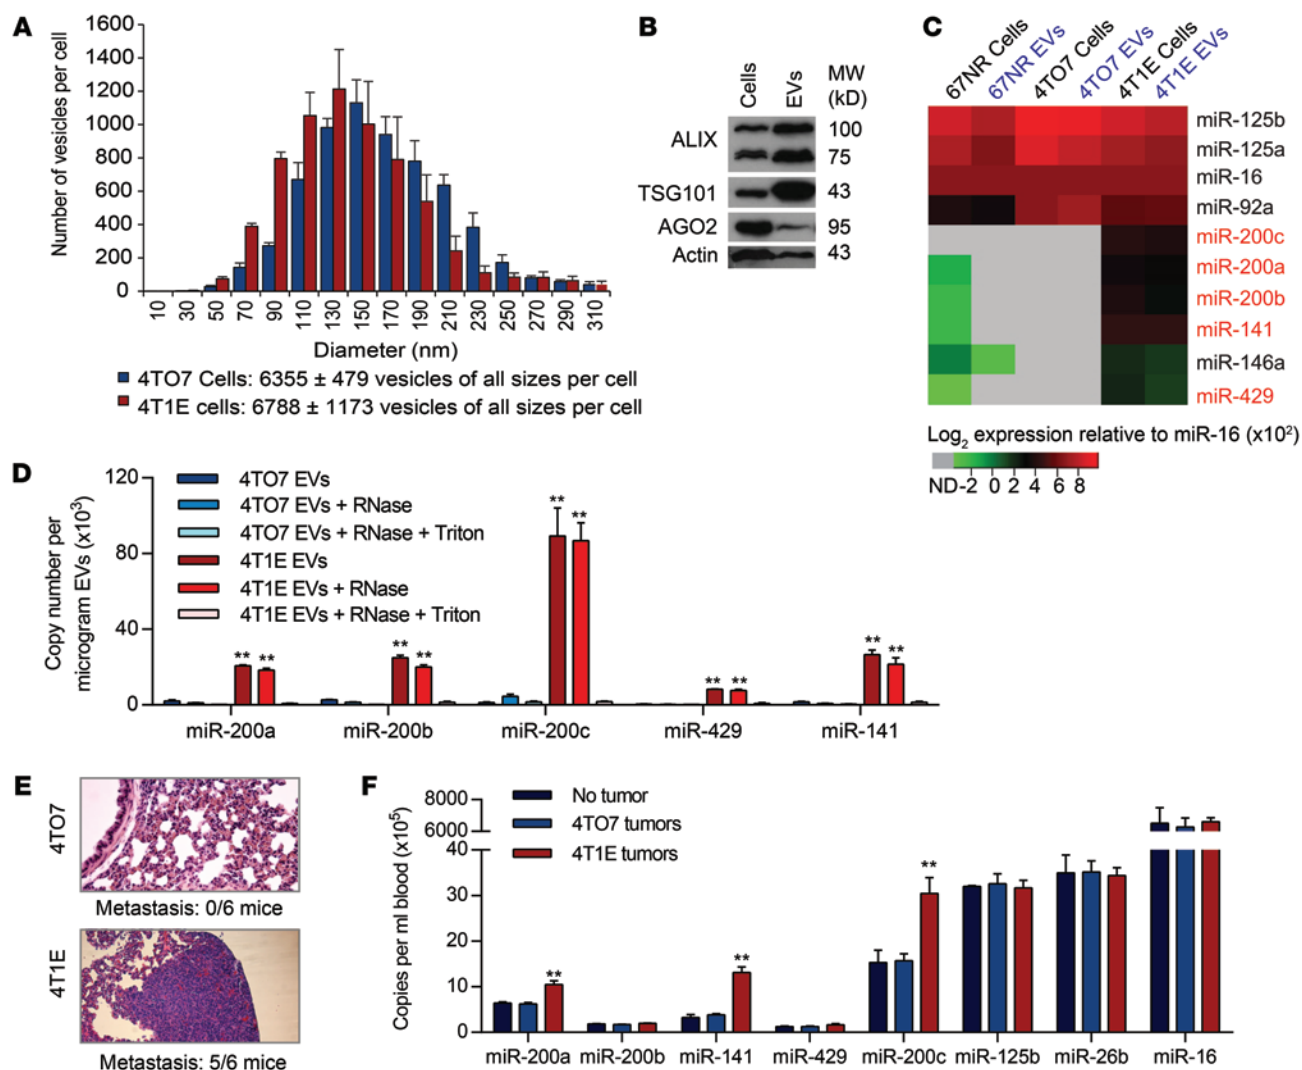 A
Number of vesicles per cell
1600
1400
1200
1000
800
600
400
200
0
10 30 50 70 90 110 130 150 170 190 210 230 250 270 290 310
Diameter (nm)
4TO7 Cells: 6355 ± 479 vesicles of all sizes per cell
4T1E cells: 6788 ± 1173 vesicles of all sizes per cell
B
Cells EVs MW
(kD)
ALIX 100
75
TSG101 43
AGO2 95
Actin 43
C
67NR Cells 67NR EVs 4TO7 Cells 4TO7 EVs 4T1E Cells 4T1E EVs
miR-125b
miR-125a
miR-16
miR-92a
miR-200c
miR-200a
miR-200b
miR-141
miR-146a
miR-429
Log2 expression relative to miR-16 (x10²)
ND -2 0 2 4 6 8
D
Copy number per
microgram EVs (x10³)
120
80
40
0
4TO7 EVs
4TO7 EVs + RNase
4TO7 EVs + RNase + Triton
4T1E EVs
4T1E EVs + RNase
4T1E EVs + RNase + Triton
** ** ** ** ** ** ** ** ** **
miR-200a miR-200b miR-200c miR-429 miR-141
E
4TO7
Metastasis: 0/6 mice
4T1E
Metastasis: 5/6 mice
F
Copies per ml blood (x10⁵)
8000
6000
40
30
20
10
0
No tumor
4TO7 tumors
4T1E tumors
** ** **
miR-200a miR-200b miR-141 miR-429 miR-200c miR-125b miR-26b miR-16